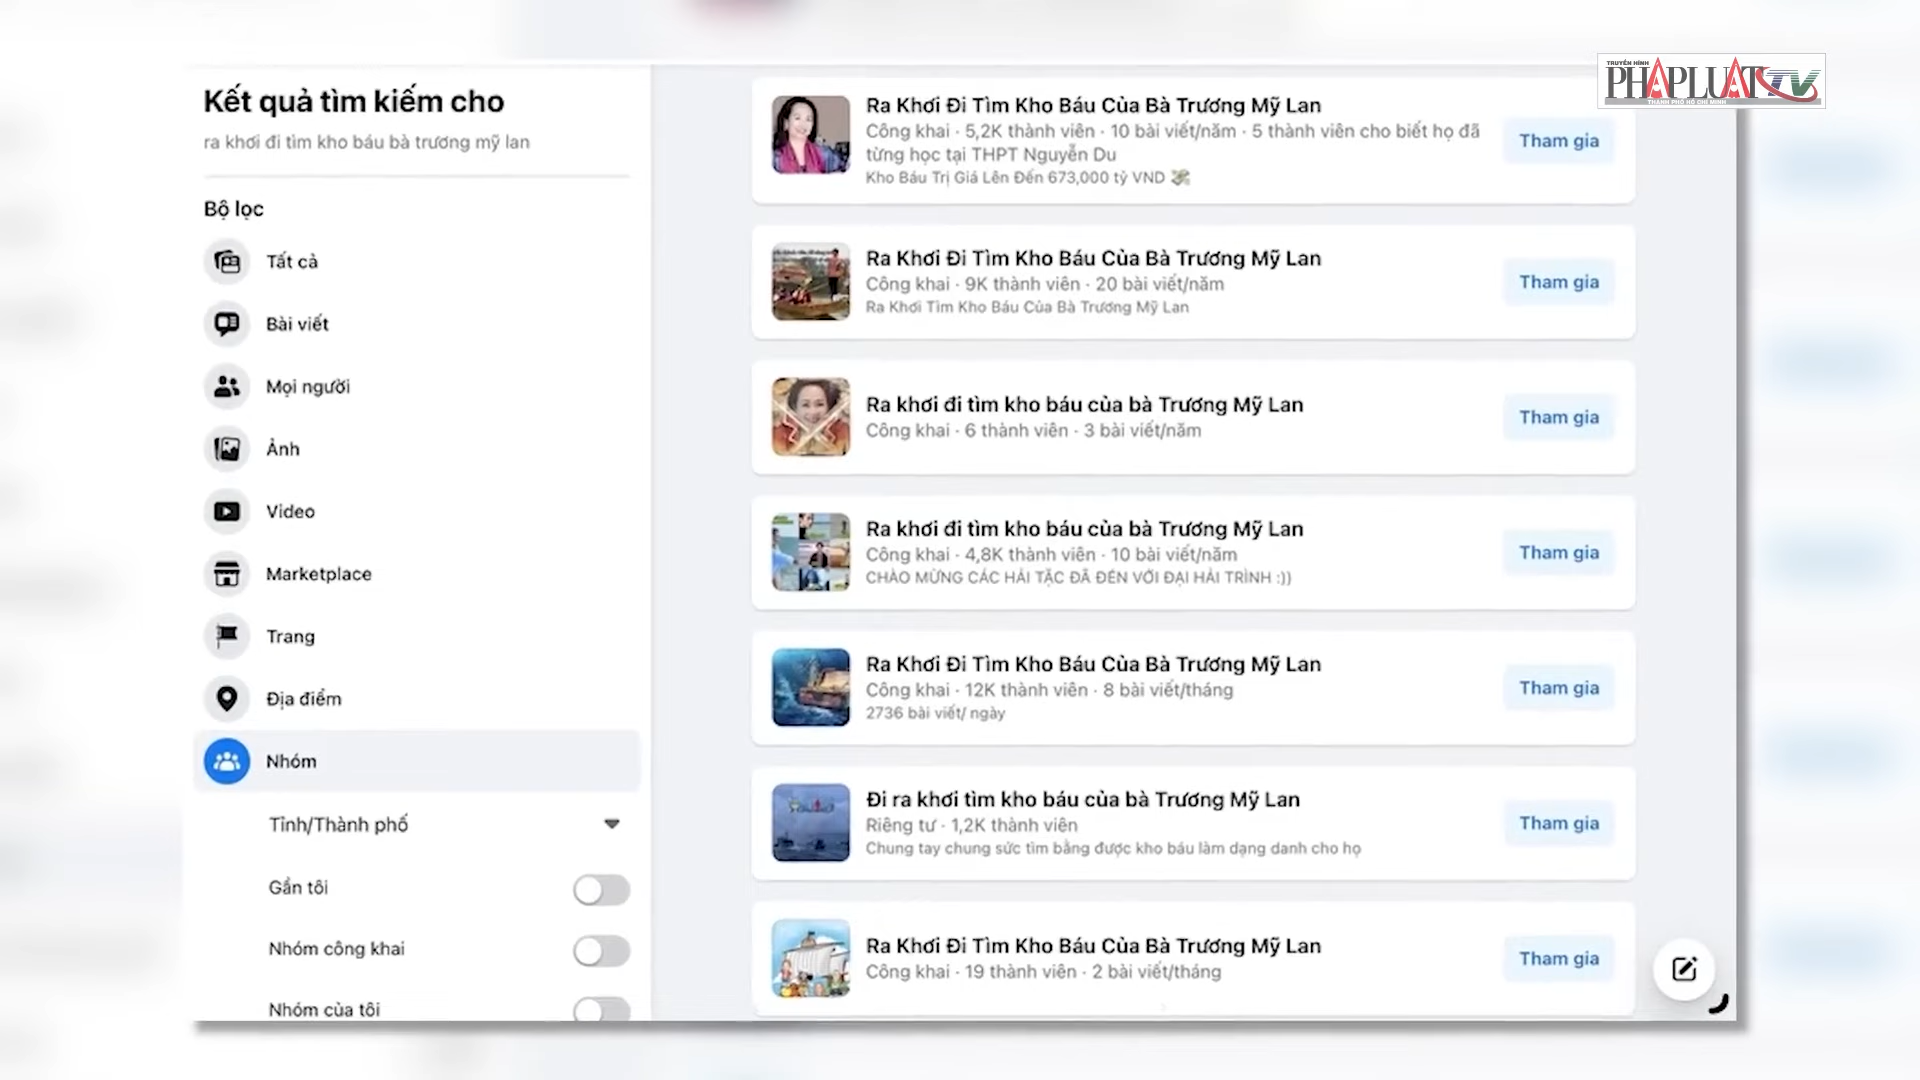 TRUYỀN HÌNH
PHÁPLUẬT TV
THÀNH PHỐ HỒ CHÍ MINH
Kết quả tìm kiếm cho
ra khơi đi tìm kho báu bà trương mỹ lan
Bộ lọc
Tất cả
Bài viết
Mọi người
Ảnh
Video
Marketplace
Trang
Địa điểm
Nhóm
Tỉnh/Thành phố
Gần tôi
Nhóm công khai
Nhóm của tôi
Ra Khơi Đi Tìm Kho Báu Của Bà Trương Mỹ Lan
Công khai · 5,2K thành viên · 10 bài viết/năm · 5 thành viên cho biết họ đã
từng học tại THPT Nguyễn Du
Kho Báu Trị Giá Lên Đến 673,000 tỷ VND 💸
Tham gia
Ra Khơi Đi Tìm Kho Báu Của Bà Trương Mỹ Lan
Công khai · 9K thành viên · 20 bài viết/năm
Ra Khơi Tìm Kho Báu Của Bà Trương Mỹ Lan
Tham gia
Ra khơi đi tìm kho báu của bà Trương Mỹ Lan
Công khai · 6 thành viên · 3 bài viết/năm
Tham gia
Ra khơi đi tìm kho báu của bà Trương Mỹ Lan
Công khai · 4,8K thành viên · 10 bài viết/năm
CHÀO MỪNG CÁC HẢI TẶC ĐÃ ĐẾN VỚI ĐẠI HẢI TRÌNH :))
Tham gia
Ra Khơi Đi Tìm Kho Báu Của Bà Trương Mỹ Lan
Công khai · 12K thành viên · 8 bài viết/tháng
2736 bài viết/ ngày
Tham gia
Đi ra khơi tìm kho báu của bà Trương Mỹ Lan
Riêng tư · 1,2K thành viên
Chung tay chung sức tìm bằng được kho báu làm dạng danh cho họ
Tham gia
Ra Khơi Đi Tìm Kho Báu Của Bà Trương Mỹ Lan
Công khai · 19 thành viên · 2 bài viết/tháng
Tham gia